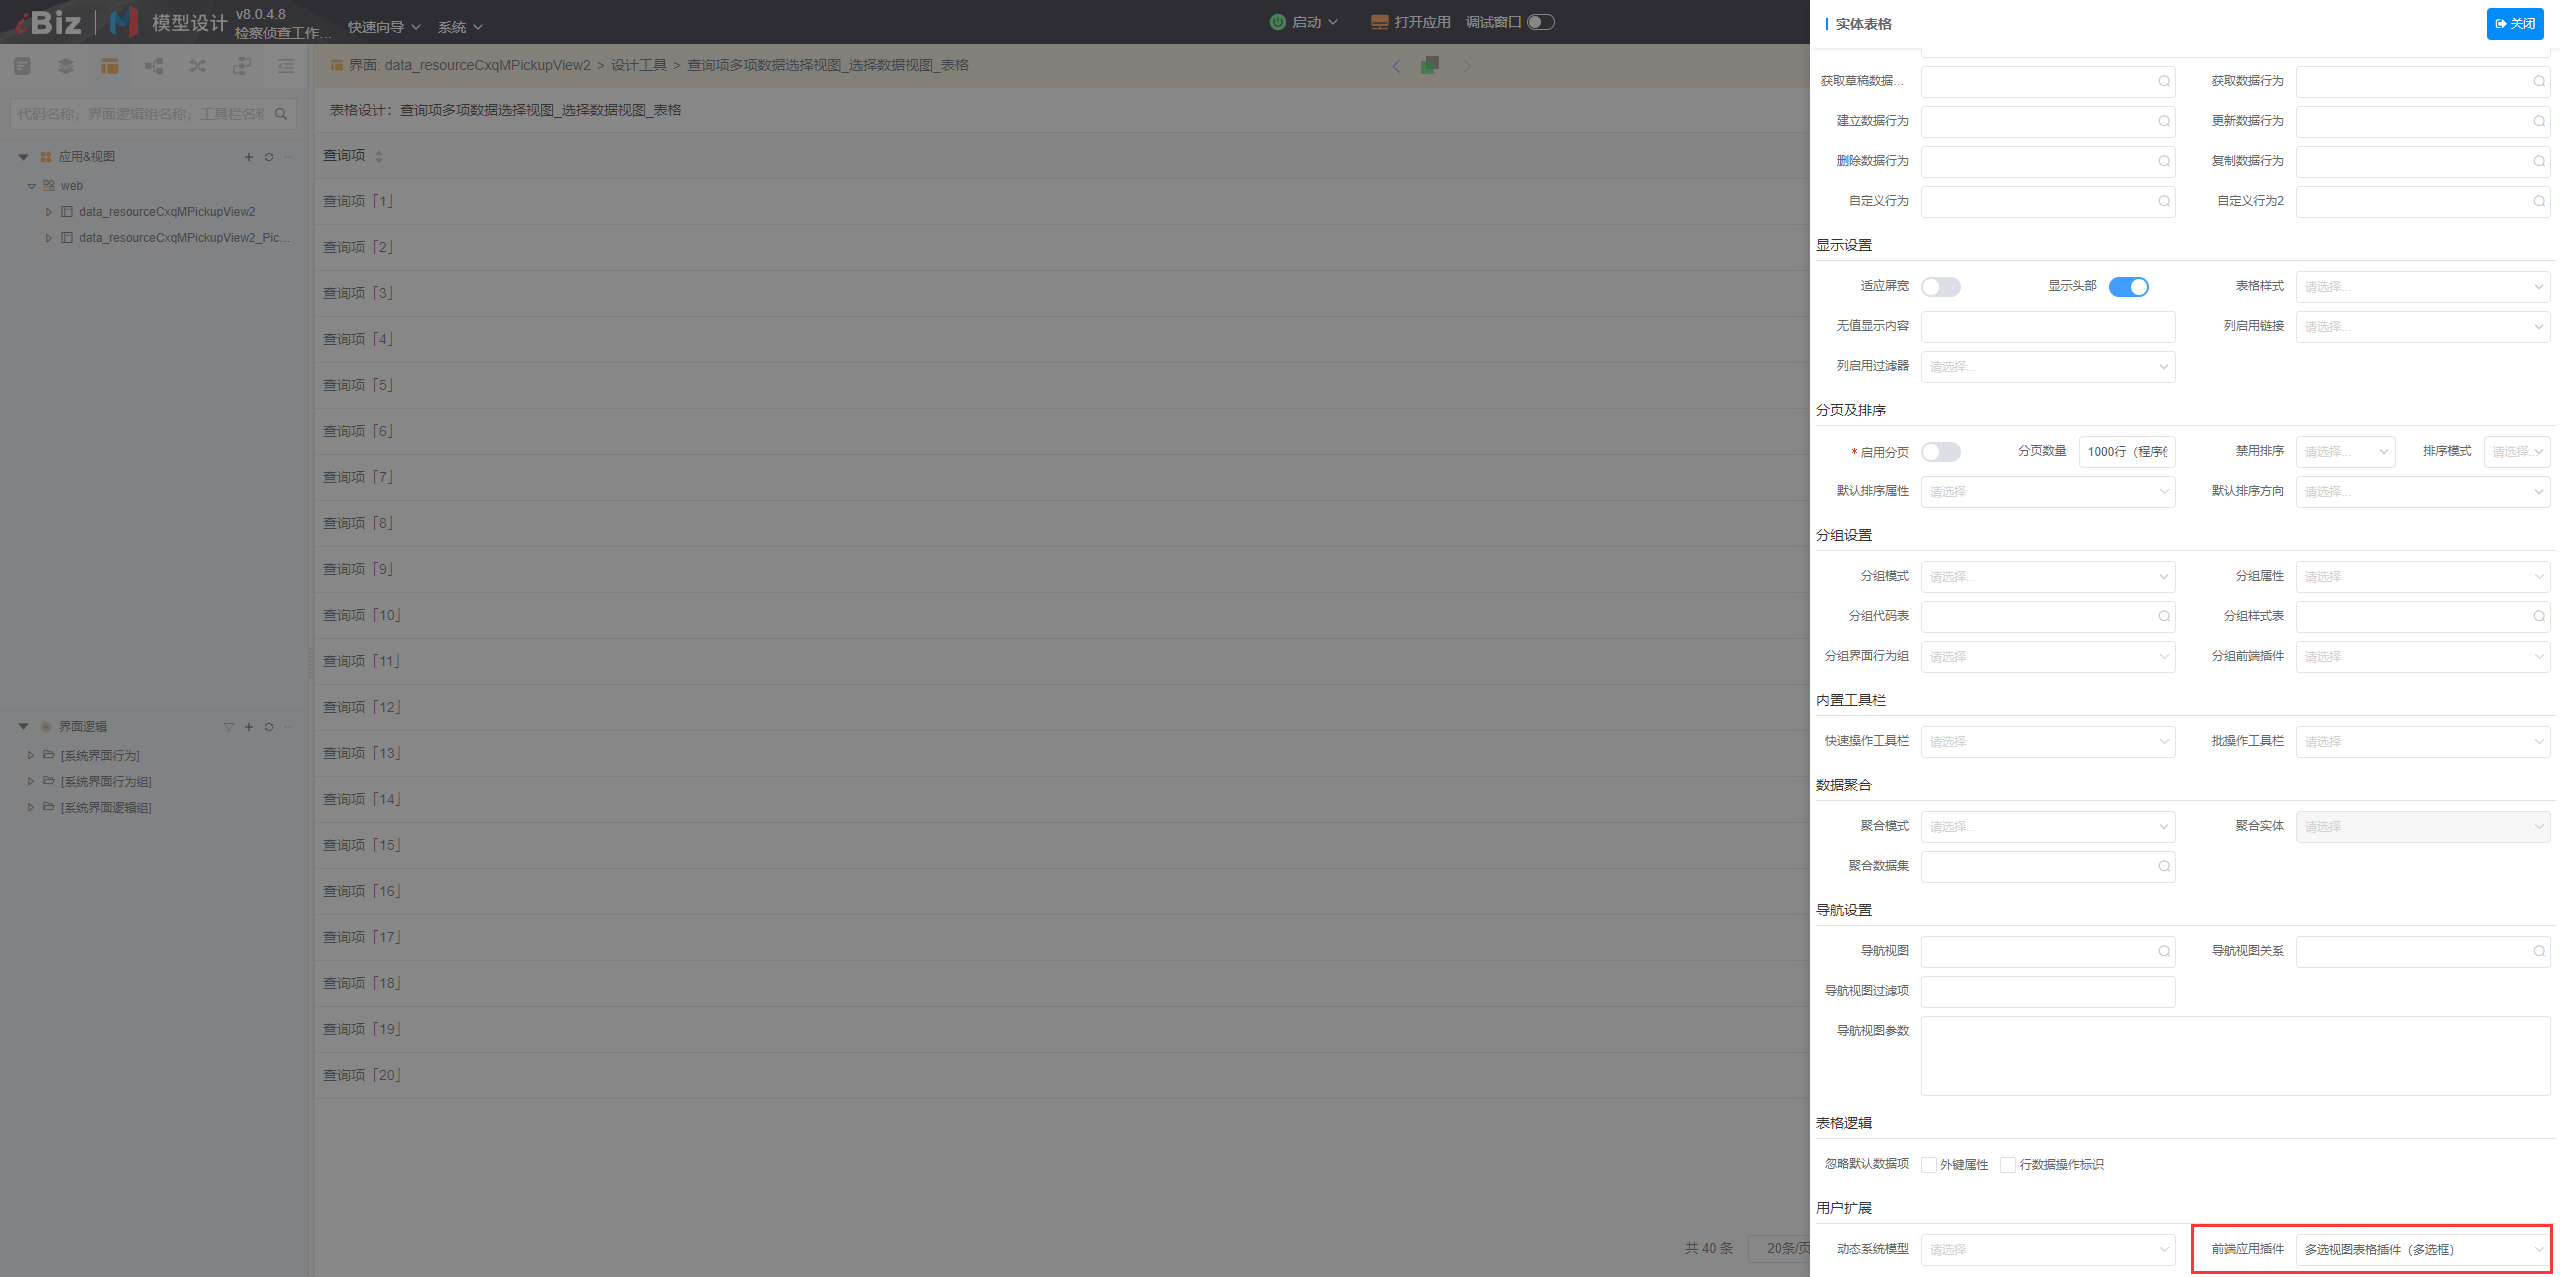 iBiz
模型设计
v8.0.4.8
检察侦查工作...
快速向导
系统
启动
打开应用
调试窗口
实体表格
关闭
代码名称，界面逻辑组名称，工具栏名称
应用&视图
web
data_resourceCxqMPickupView2
data_resourceCxqMPickupView2_Pic...
界面逻辑
[系统界面行为]
[系统界面行为组]
[系统界面逻辑组]
界面: data_resourceCxqMPickupView2 > 设计工具 > 查询项多项数据选择视图_选择数据视图_表格
表格设计：查询项多项数据选择视图_选择数据视图_表格
查询项
查询项「1」
查询项「2」
查询项「3」
查询项「4」
查询项「5」
查询项「6」
查询项「7」
查询项「8」
查询项「9」
查询项「10」
查询项「11」
查询项「12」
查询项「13」
查询项「14」
查询项「15」
查询项「16」
查询项「17」
查询项「18」
查询项「19」
查询项「20」
共 40 条 20条/页
获取草稿数据... 获取数据行为
建立数据行为 更新数据行为
删除数据行为 复制数据行为
自定义行为 自定义行为2
显示设置
适应屏宽 显示头部 表格样式 请选择...
无值显示内容 列启用链接 请选择...
列启用过滤器 请选择...
分页及排序
* 启用分页 分页数量 1000行（程序 禁用排序 请选择... 排序模式 请选择...
默认排序属性 请选择 默认排序方向 请选择...
分组设置
分组模式 请选择... 分组属性 请选择
分组代码表 分组样式表
分组界面行为组 请选择 分组前端插件 请选择
内置工具栏
快速操作工具栏 请选择 批操作工具栏 请选择
数据聚合
聚合模式 请选择... 聚合实体 请选择
聚合数据集
导航设置
导航视图 导航视图关系
导航视图过滤项
导航视图参数
表格逻辑
忽略默认数据项 外键属性 行数据操作标识
用户扩展
动态系统模型 请选择 前端应用插件 多选视图表格插件（多选框）